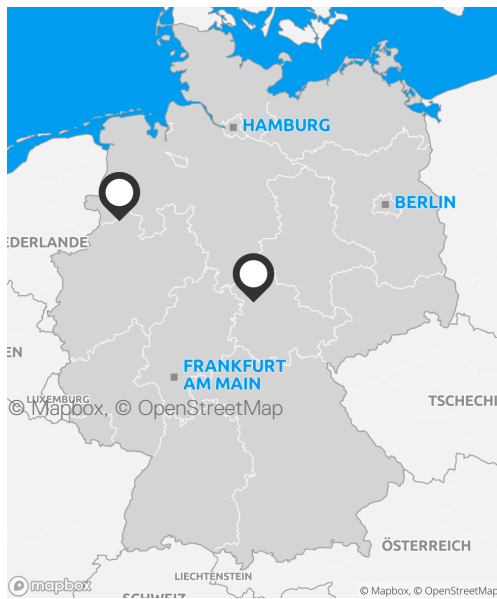 HAMBURG
BERLIN
EDERLANDE
FRANKFURT
AM MAIN
EN
LUXEMBURG
© Mapbox, © OpenStreetMap
TSCHECHI
ÖSTERREICH
LIECHTENSTEIN
SCHWEIZ
mapbox
© Mapbox, © OpenStreetMap